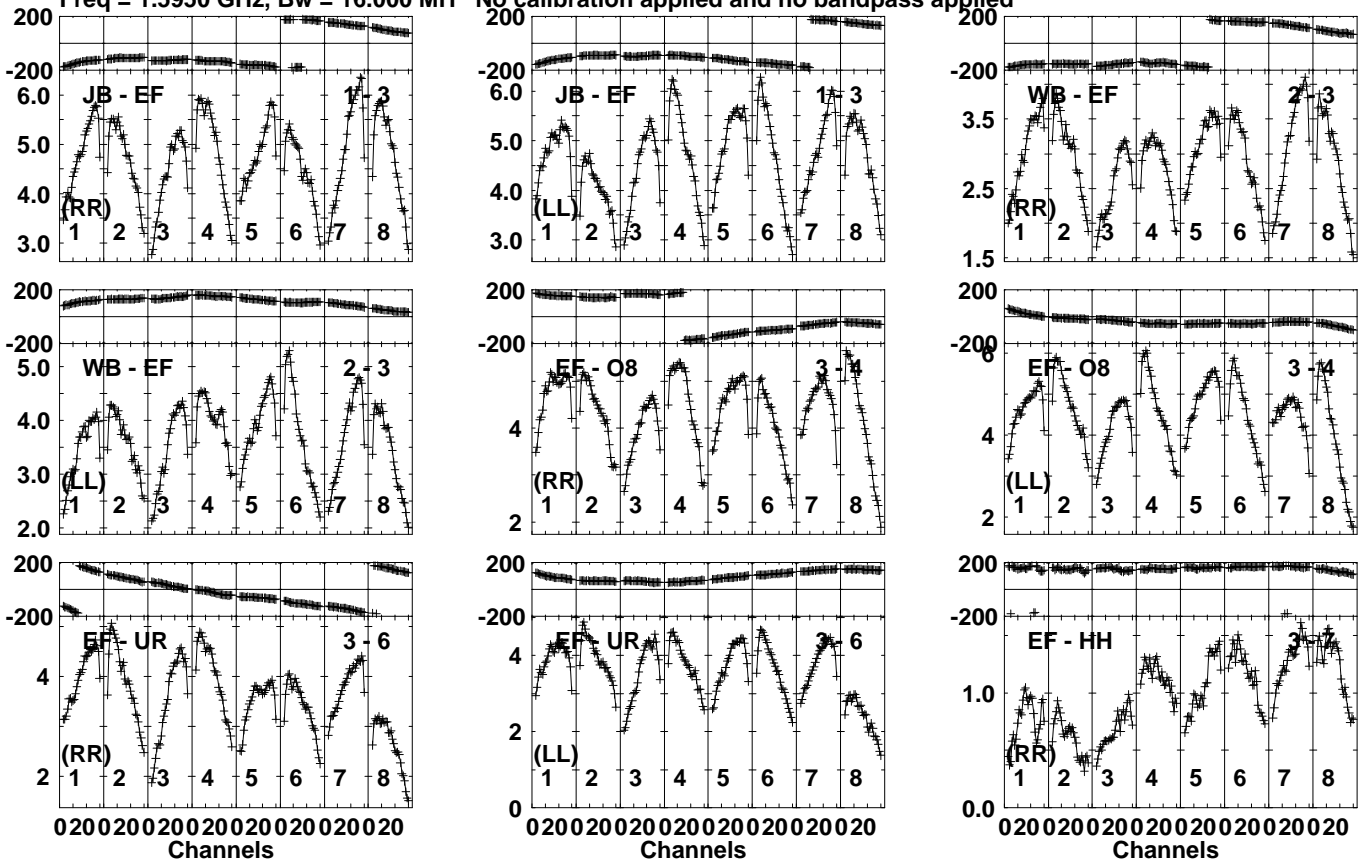 Freq = 1.5950 GHz, Bw = 16.000 MH No calibration applied and no bandpass applied
200 200 200
-200 -200 -200
JB - EF 1 - 3 JB - EF 1 - 3 WB - EF 2 - 3
6.0 6.0 3.5
5.0 5.0 2.5
4.0 4.0 1.5
3.0 3.0
(RR) (LL) (RR)
1 2 3 4 5 6 7 8 1 2 3 4 5 6 7 8 1 2 3 4 5 6 7 8
200 200 200
-200 -200 -200
WB - EF 2 - 3 EF - O8 3 - 4 EF - O8 3 - 4
5.0 4 6
4.0 2 4
3.0 2
2.0
(LL) (RR) (LL)
1 2 3 4 5 6 7 8 1 2 3 4 5 6 7 8 1 2 3 4 5 6 7 8
200 200 200
-200 -200 -200
EF - UR 3 - 6 EF - UR 3 - 6 EF - HH 3 - 7
4 4 1.0
2 2 0.0
0
(RR) (LL) (RR)
1 2 3 4 5 6 7 8 1 2 3 4 5 6 7 8 1 2 3 4 5 6 7 8
0 20 0 20 0 20 0 20 0 20 0 20 0 20 0 20 0 20 0 20 0 20 0 20 0 20 0 20 0 20 0 20 0 20 0 20 0 20 0 20 0 20 0 20 0 20 0 20
Channels Channels Channels